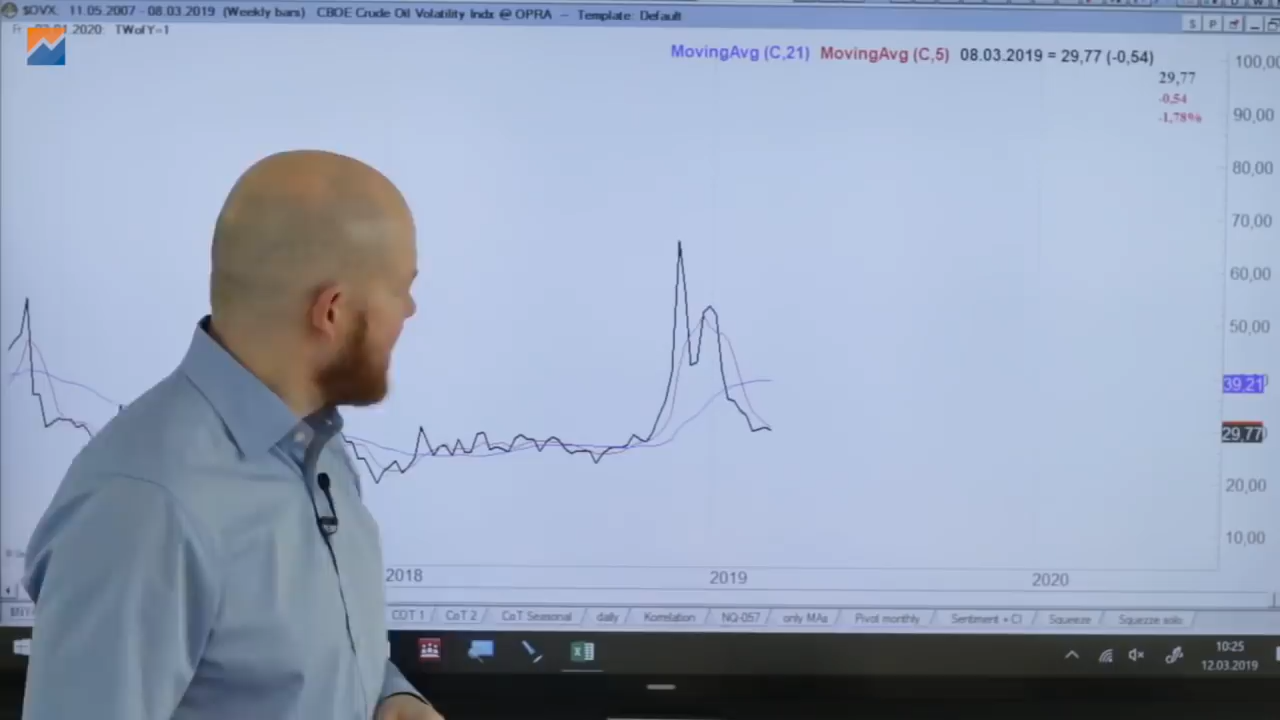 $OVX 11.05.2007 - 08.03.2019 (Weekly bars) CBOE Crude Oil Volatility Indx @ OPRA – Template: Default
2020: TWofY=1
S P
MovingAvg (C,21) MovingAvg (C,5) 08.03.2019 = 29,77 (-0,54)
29,77
-0,54
-1,78%
100,00
90,00
80,00
70,00
60,00
50,00
39,21
29,77
20,00
10,00
2018 2019 2020
COT 1 CoT 2 CoT Seasonal daily Korrelation NQ-057 only MAs Pivot monthly Sentiment + CI Squeeze Squezze solo
10:25
12.03.2019